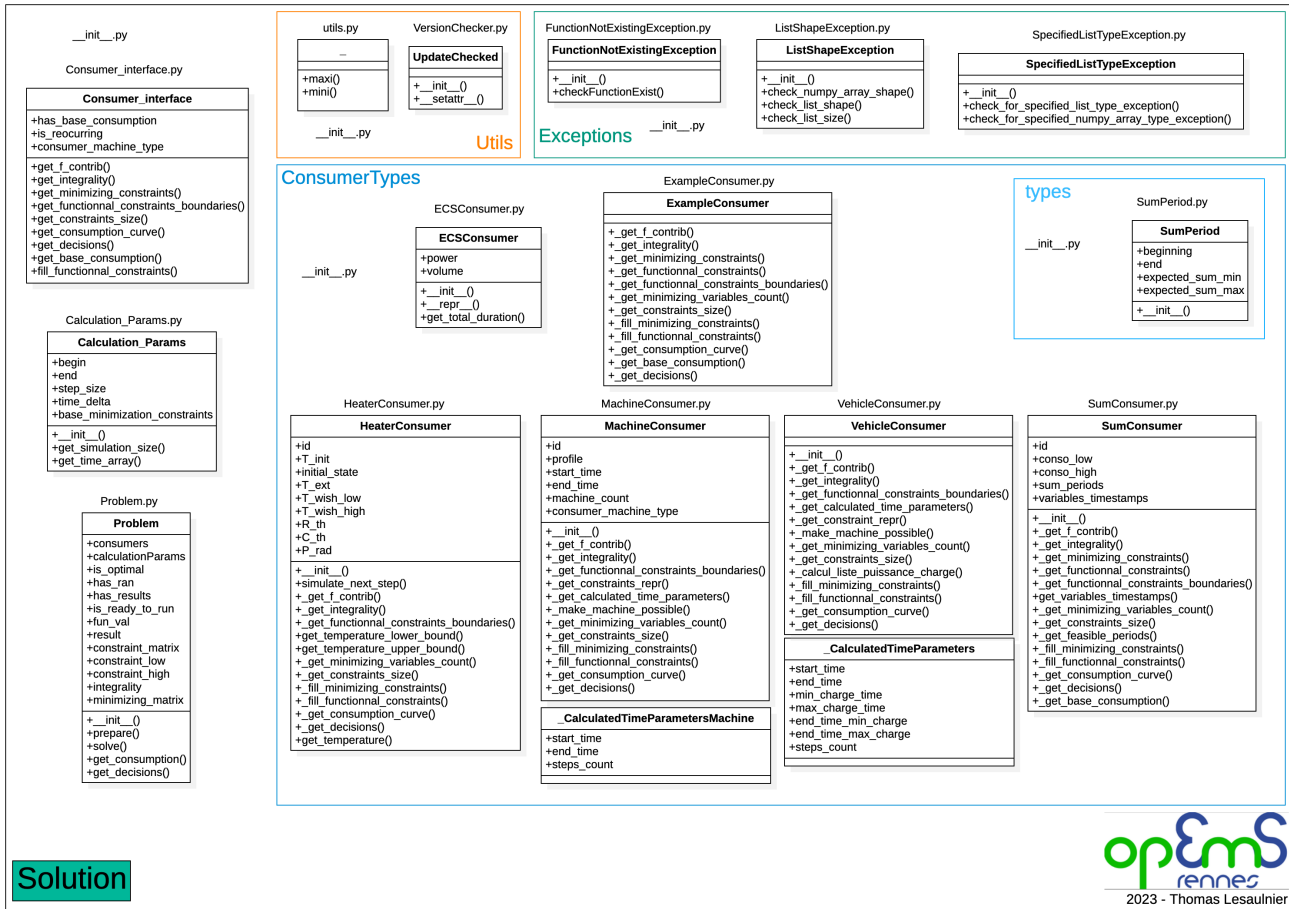 __init__.py
Consumer_interface.py
Consumer_interface
+has_base_consumption
+is_reocurring
+consumer_machine_type
+get_f_contrib()
+get_integrality()
+get_minimizing_constraints()
+get_functionnal_constraints_boundaries()
+get_constraints_size()
+get_consumption_curve()
+get_decisions()
+get_base_consumption()
+fill_functionnal_constraints()
Calculation_Params.py
Calculation_Params
+begin
+end
+step_size
+time_delta
+base_minimization_constraints
+__init__()
+get_simulation_size()
+get_time_array()
Problem.py
Problem
+consumers
+calculationParams
+is_optimal
+has_ran
+has_results
+is_ready_to_run
+fun_val
+result
+constraint_matrix
+constraint_low
+constraint_high
+integrality
+minimizing_matrix
+__init__()
+prepare()
+solve()
+get_consumption()
+get_decisions()
utils.py
_
+maxi()
+mini()
__init__.py
VersionChecker.py
UpdateChecked
+__init__()
+__setattr__()
Utils
FunctionNotExistingException.py
FunctionNotExistingException
+__init__()
+checkFunctionExist()
Exceptions
__init__.py
ListShapeException.py
ListShapeException
+__init__()
+check_numpy_array_shape()
+check_list_shape()
+check_list_size()
SpecifiedListTypeException.py
SpecifiedListTypeException
+__init__()
+check_for_specified_list_type_exception()
+check_for_specified_numpy_array_type_exception()
ConsumerTypes
__init__.py
ECSConsumer.py
ECSConsumer
+power
+volume
+__init__()
+__repr__()
+get_total_duration()
ExampleConsumer.py
ExampleConsumer
+_get_f_contrib()
+_get_integrality()
+_get_minimizing_constraints()
+_get_functionnal_constraints()
+_get_functionnal_constraints_boundaries()
+_get_minimizing_variables_count()
+_get_constraints_size()
+_fill_minimizing_constraints()
+_fill_functionnal_constraints()
+_get_consumption_curve()
+_get_base_consumption()
+_get_decisions()
types
__init__.py
SumPeriod.py
SumPeriod
+beginning
+end
+expected_sum_min
+expected_sum_max
+__init__()
HeaterConsumer.py
HeaterConsumer
+id
+T_init
+initial_state
+T_ext
+T_wish_low
+T_wish_high
+R_th
+C_th
+P_rad
+__init__()
+simulate_next_step()
+_get_f_contrib()
+_get_integrality()
+_get_functionnal_constraints_boundaries()
+get_temperature_lower_bound()
+get_temperature_upper_bound()
+_get_minimizing_variables_count()
+_get_constraints_size()
+_fill_minimizing_constraints()
+_fill_functionnal_constraints()
+_get_consumption_curve()
+_get_decisions()
+get_temperature()
MachineConsumer.py
MachineConsumer
+id
+profile
+start_time
+end_time
+machine_count
+consumer_machine_type
+__init__()
+_get_f_contrib()
+_get_integrality()
+_get_functionnal_constraints_boundaries()
+_get_constraints_repr()
+_get_calculated_time_parameters()
+_make_machine_possible()
+_get_minimizing_variables_count()
+_get_constraints_size()
+_fill_minimizing_constraints()
+_fill_functionnal_constraints()
+_get_consumption_curve()
+_get_decisions()
_CalculatedTimeParametersMachine
+start_time
+end_time
+steps_count
VehicleConsumer.py
VehicleConsumer
+__init__()
+_get_f_contrib()
+_get_integrality()
+_get_functionnal_constraints_boundaries()
+_get_calculated_time_parameters()
+_get_constraint_repr()
+_make_machine_possible()
+_get_minimizing_variables_count()
+_get_constraints_size()
+_calcul_liste_puissance_charge()
+_fill_minimizing_constraints()
+_fill_functionnal_constraints()
+_get_consumption_curve()
+_get_decisions()
_CalculatedTimeParameters
+start_time
+end_time
+min_charge_time
+max_charge_time
+end_time_min_charge
+end_time_max_charge
+steps_count
SumConsumer.py
SumConsumer
+id
+conso_low
+conso_high
+sum_periods
+variables_timestamps
+__init__()
+_get_f_contrib()
+_get_integrality()
+_get_minimizing_constraints()
+_get_functionnal_constraints()
+_get_functionnal_constraints_boundaries()
+get_variables_timestamps()
+_get_minimizing_variables_count()
+_get_constraints_size()
+_get_feasible_periods()
+_fill_minimizing_constraints()
+_fill_functionnal_constraints()
+_get_consumption_curve()
+_get_decisions()
+_get_base_consumption()
Solution
opEmS
rennes
2023 - Thomas Lesaulnier